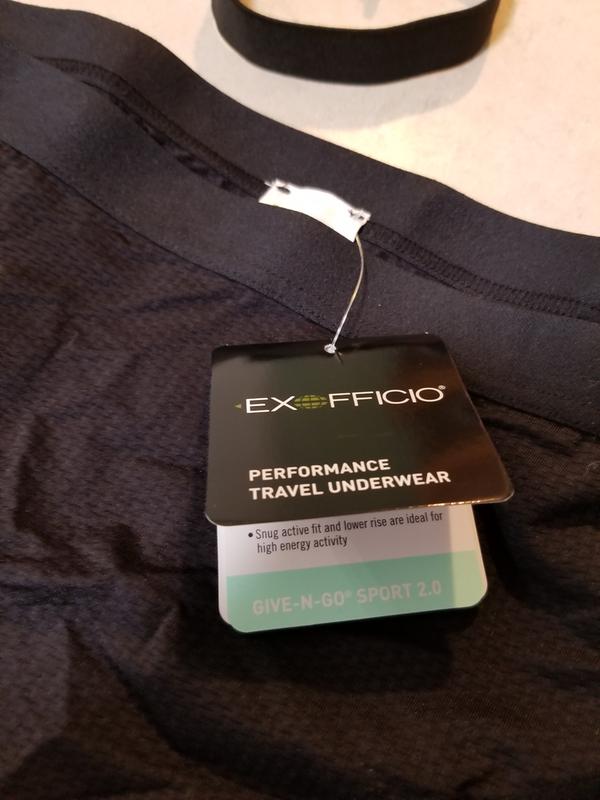 EXOFFICIO®
PERFORMANCE
TRAVEL UNDERWEAR
• Snug active fit and lower rise are ideal for
high energy activity
GIVE-N-GO® SPORT 2.0